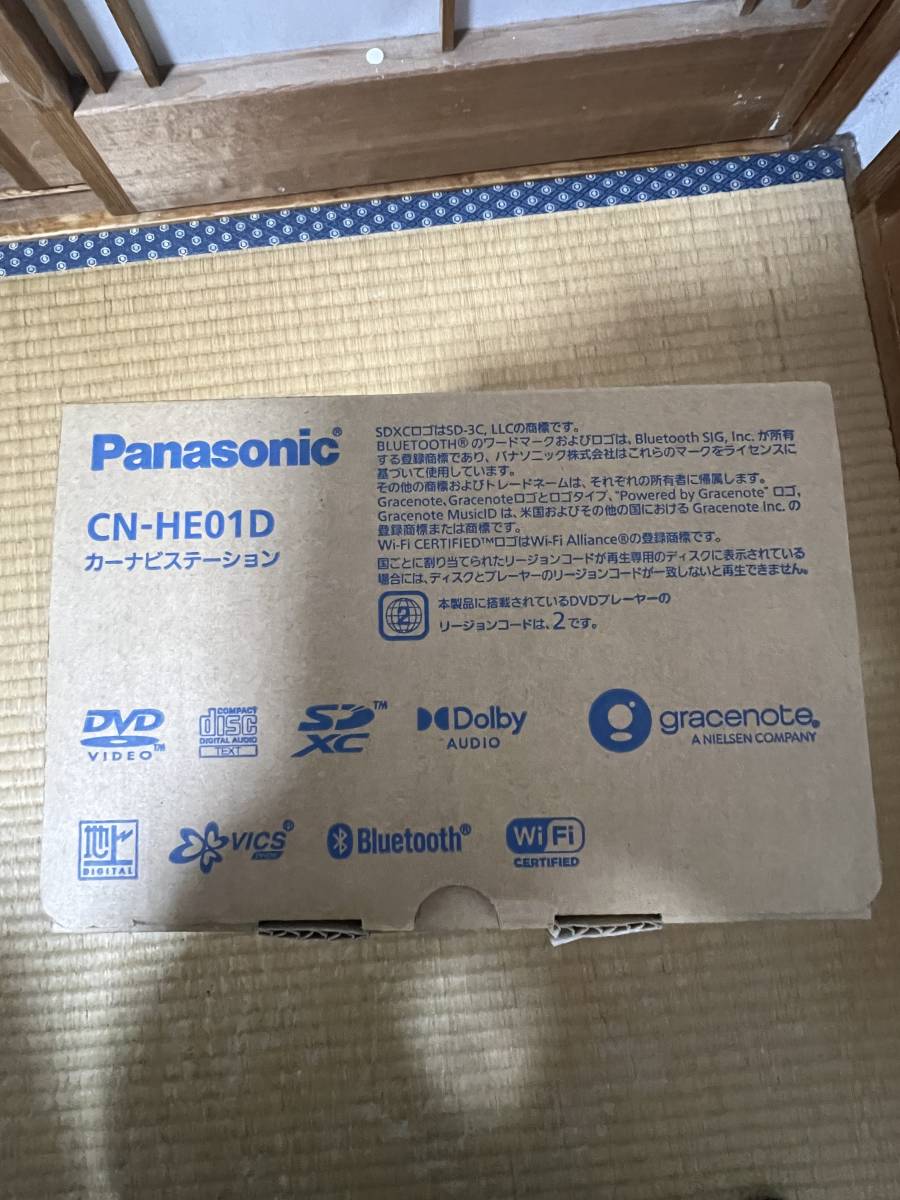 Panasonic®
CN-HE01D
カーナビステーション
SDXCロゴはSD-3C, LLCの商標です。
BLUETOOTH®のワードマークおよびロゴは、Bluetooth SIG, Inc. が所有
する登録商標であり、パナソニック株式会社はこれらのマークをライセンスに
基づいて使用しています。
その他の商標およびトレードネームは、それぞれの所有者に帰属します。
Gracenote、Gracenoteロゴとロゴタイプ、"Powered by Gracenote" ロゴ、
Gracenote MusicID は、米国およびその他の国における Gracenote Inc. の
登録商標または商標です。
Wi-Fi CERTIFIED™ロゴはWi-Fi Alliance®の登録商標です。
国ごとに割り当てられたリージョンコードが再生専用のディスクに表示されている
場合には、ディスクとプレーヤーのリージョンコードが一致しないと再生できません。
2
本製品に搭載されているDVDプレーヤーの
リージョンコードは、2です。
DVD
VIDEO™
COMPACT
disc
DIGITAL AUDIO
TEXT
SD™
XC
Dolby
AUDIO
gracenote®
A NIELSEN COMPANY
地上
DIGITAL
VICS®
Bluetooth®
Wi Fi
CERTIFIED